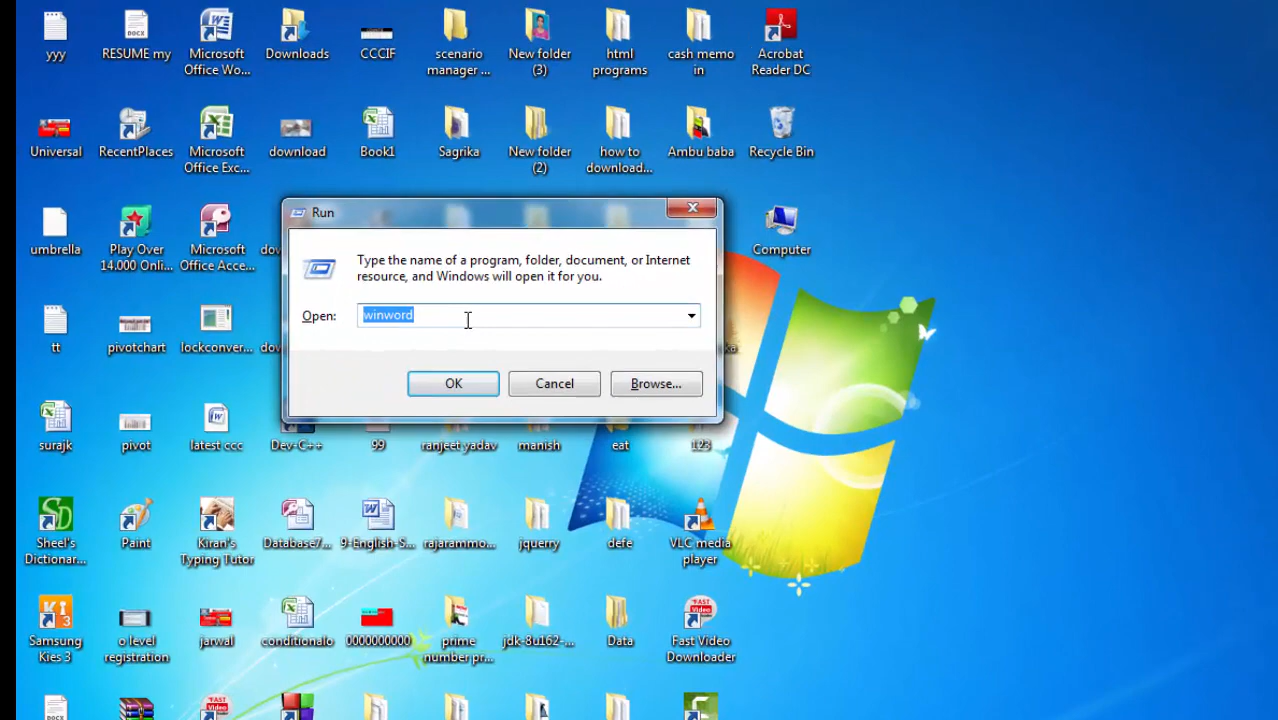 yyy
RESUME my
Microsoft
Office Wo...
Downloads
CCCIF
scenario
manager ...
New folder
(3)
html
programs
cash memo
in
Acrobat
Reader DC
Universal
RecentPlaces
Microsoft
Office Exc...
download
Book1
Sagrika
New folder
(2)
how to
download...
Ambu baba
Recycle Bin
umbrella
Play Over
14.000 Onli...
Microsoft
Office Acce...
Computer
Run
Type the name of a program, folder, document, or Internet
resource, and Windows will open it for you.
Open:
winword
OK
Cancel
Browse...
tt
pivotchart
lockconver...
surajk
pivot
latest ccc
Dev-C++
99
ranjeet yadav
manish
eat
123
Sheel's
Dictionar...
Paint
Kiran's
Typing Tutor
Database7...
9-English-S...
rajarammo...
jquerry
defe
VLC media
player
Samsung
Kies 3
o level
registration
jarwal
conditionalo
0000000000
prime
number pr...
jdk-8u162-...
Data
Fast Video
Downloader